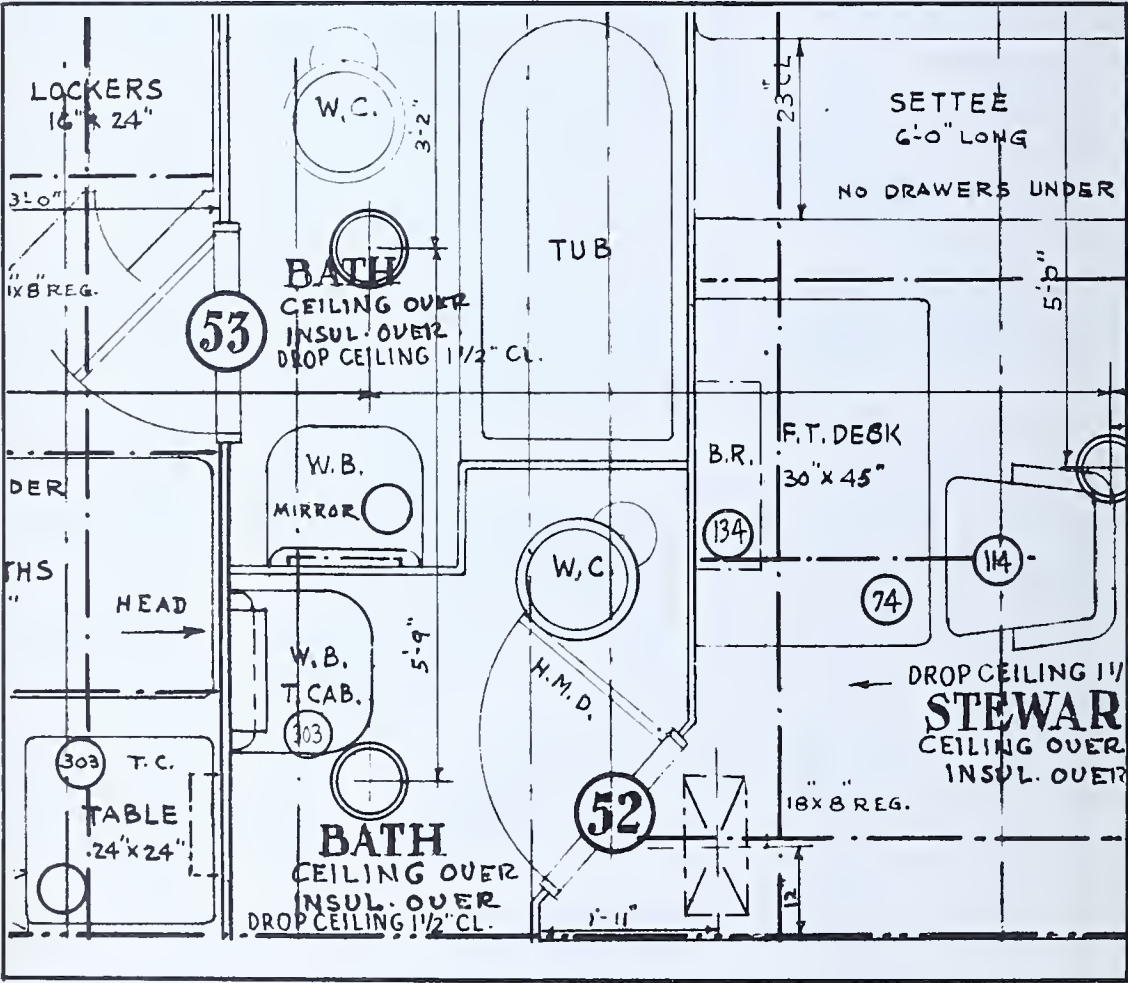 LOCKERS
16" X 24"
3'-0"
1X8 REG.
W.C.
3'-2"
BATH
CEILING OVER
INSUL. OVER
DROP CEILING 1 1/2" CL.
53
TUB
23" CL
SETTEE
6'-0" LONG
NO DRAWERS UNDER
5'-0"
W.B.
MIRROR
B.R.
F.T. DESK
30" X 45"
134
114
74
DER
THS
"
HEAD
W.C
H.M.D.
5'-9"
W.B.
T. CAB.
303
303
T.C.
TABLE
24" X 24"
BATH
CEILING OVER
INSUL. OVER
DROP CEILING 1 1/2" CL.
52
1'-11"
18" X 8" REG.
12"
DROP CEILING 1 1/
STEWAR
CEILING OVER
INSUL. OVER